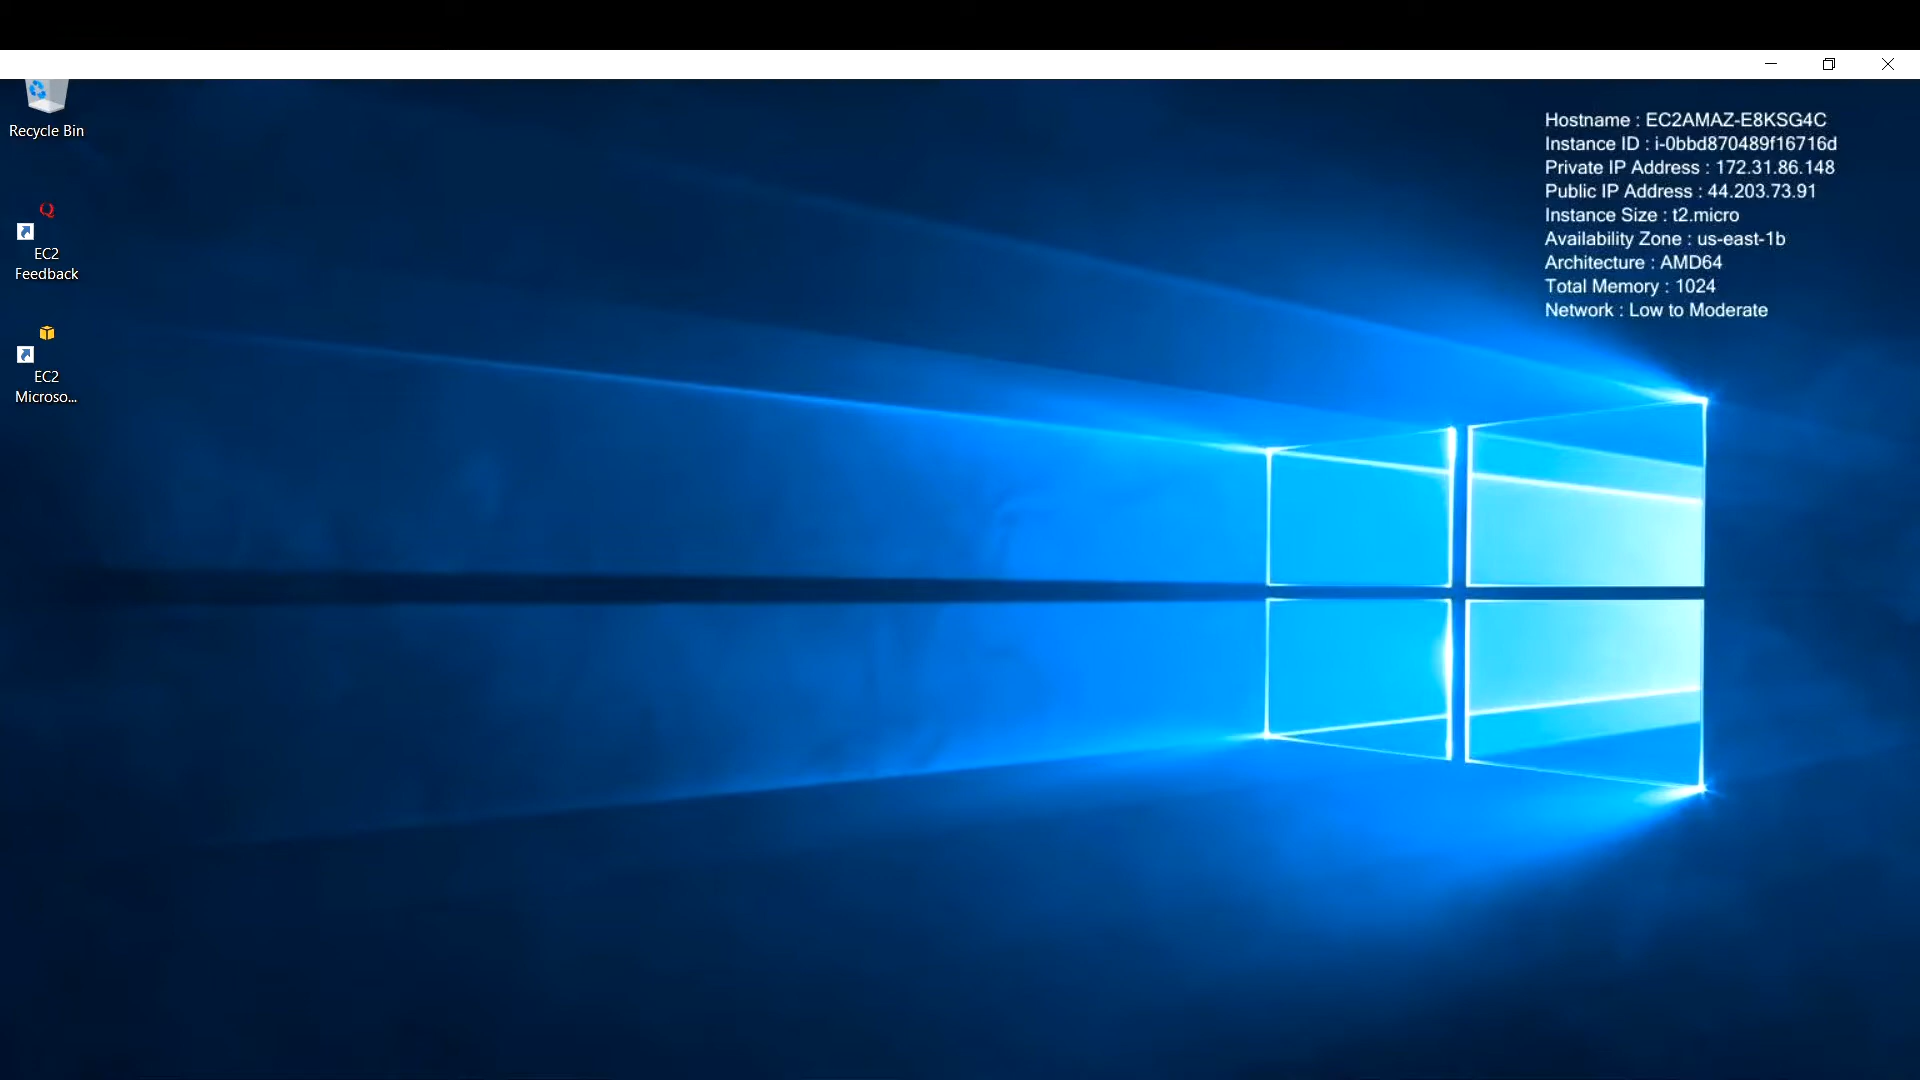 Recycle Bin
EC2
Feedback
EC2
Microso...
Hostname : EC2AMAZ-E8KSG4C
Instance ID : i-0bbd870489f16716d
Private IP Address : 172.31.86.148
Public IP Address : 44.203.73.91
Instance Size : t2.micro
Availability Zone : us-east-1b
Architecture : AMD64
Total Memory : 1024
Network : Low to Moderate